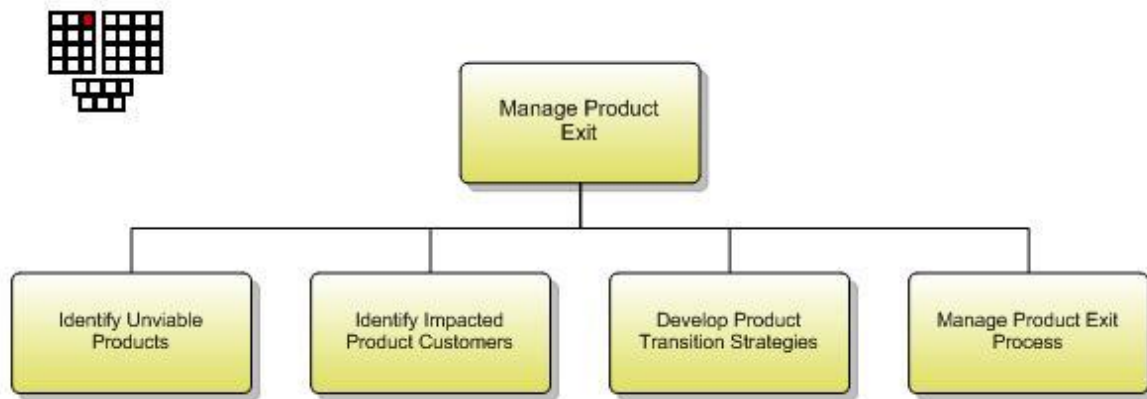 Manage Product
Exit
Identify Unviable
Products
Identify Impacted
Product Customers
Develop Product
Transition Strategies
Manage Product Exit
Process